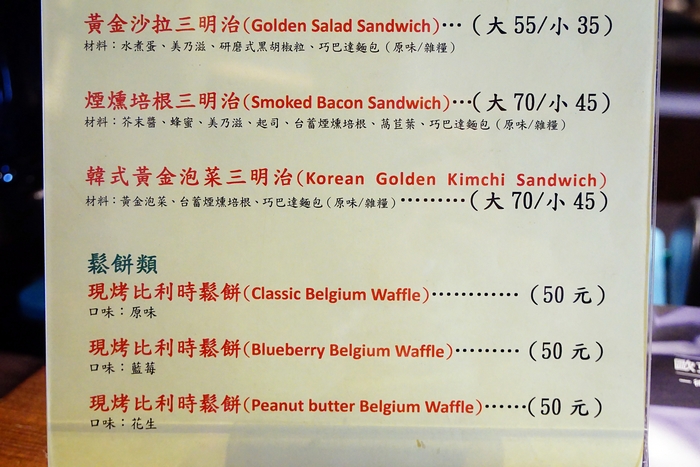 黃金沙拉三明治(Golden Salad Sandwich)⋯(大 55/小 35)
材料：水煮蛋、美乃滋、研磨式黑胡椒粒、巧巴達麵包(原味/雜糧)
煙燻培根三明治(Smoked Bacon Sandwich)⋯(大 70/小 45)
材料：芥末醬、蜂蜜、美乃滋、起司、台蓄煙燻培根、萵苣葉、巧巴達麵包(原味/雜糧)
韓式黃金泡菜三明治(Korean Golden Kimchi Sandwich)
材料：黃金泡菜、台蓄煙燻培根、巧巴達麵包(原味/雜糧)⋯⋯⋯(大 70/小 45)
鬆餅類
現烤比利時鬆餅(Classic Belgium Waffle)⋯⋯⋯⋯(50 元)
口味：原味
現烤比利時鬆餅(Blueberry Belgium Waffle)⋯⋯⋯(50 元)
口味：藍莓
現烤比利時鬆餅(Peanut butter Belgium Waffle)⋯⋯(50 元)
口味：花生